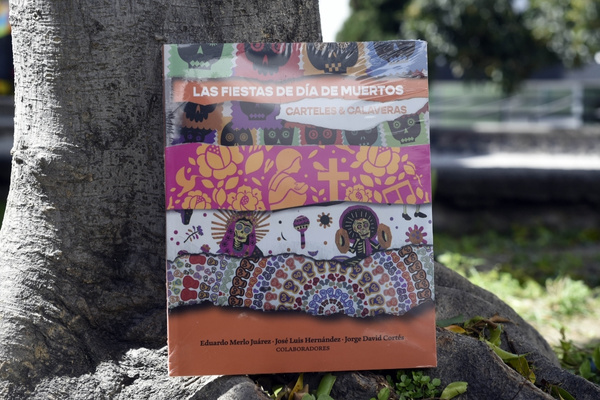 LAS FIESTAS DE DÍA DE MUERTOS
CARTELES & CALAVERAS
Eduardo Merlo Juárez · José Luis Hernández · Jorge David Cortés
COLABORADORES